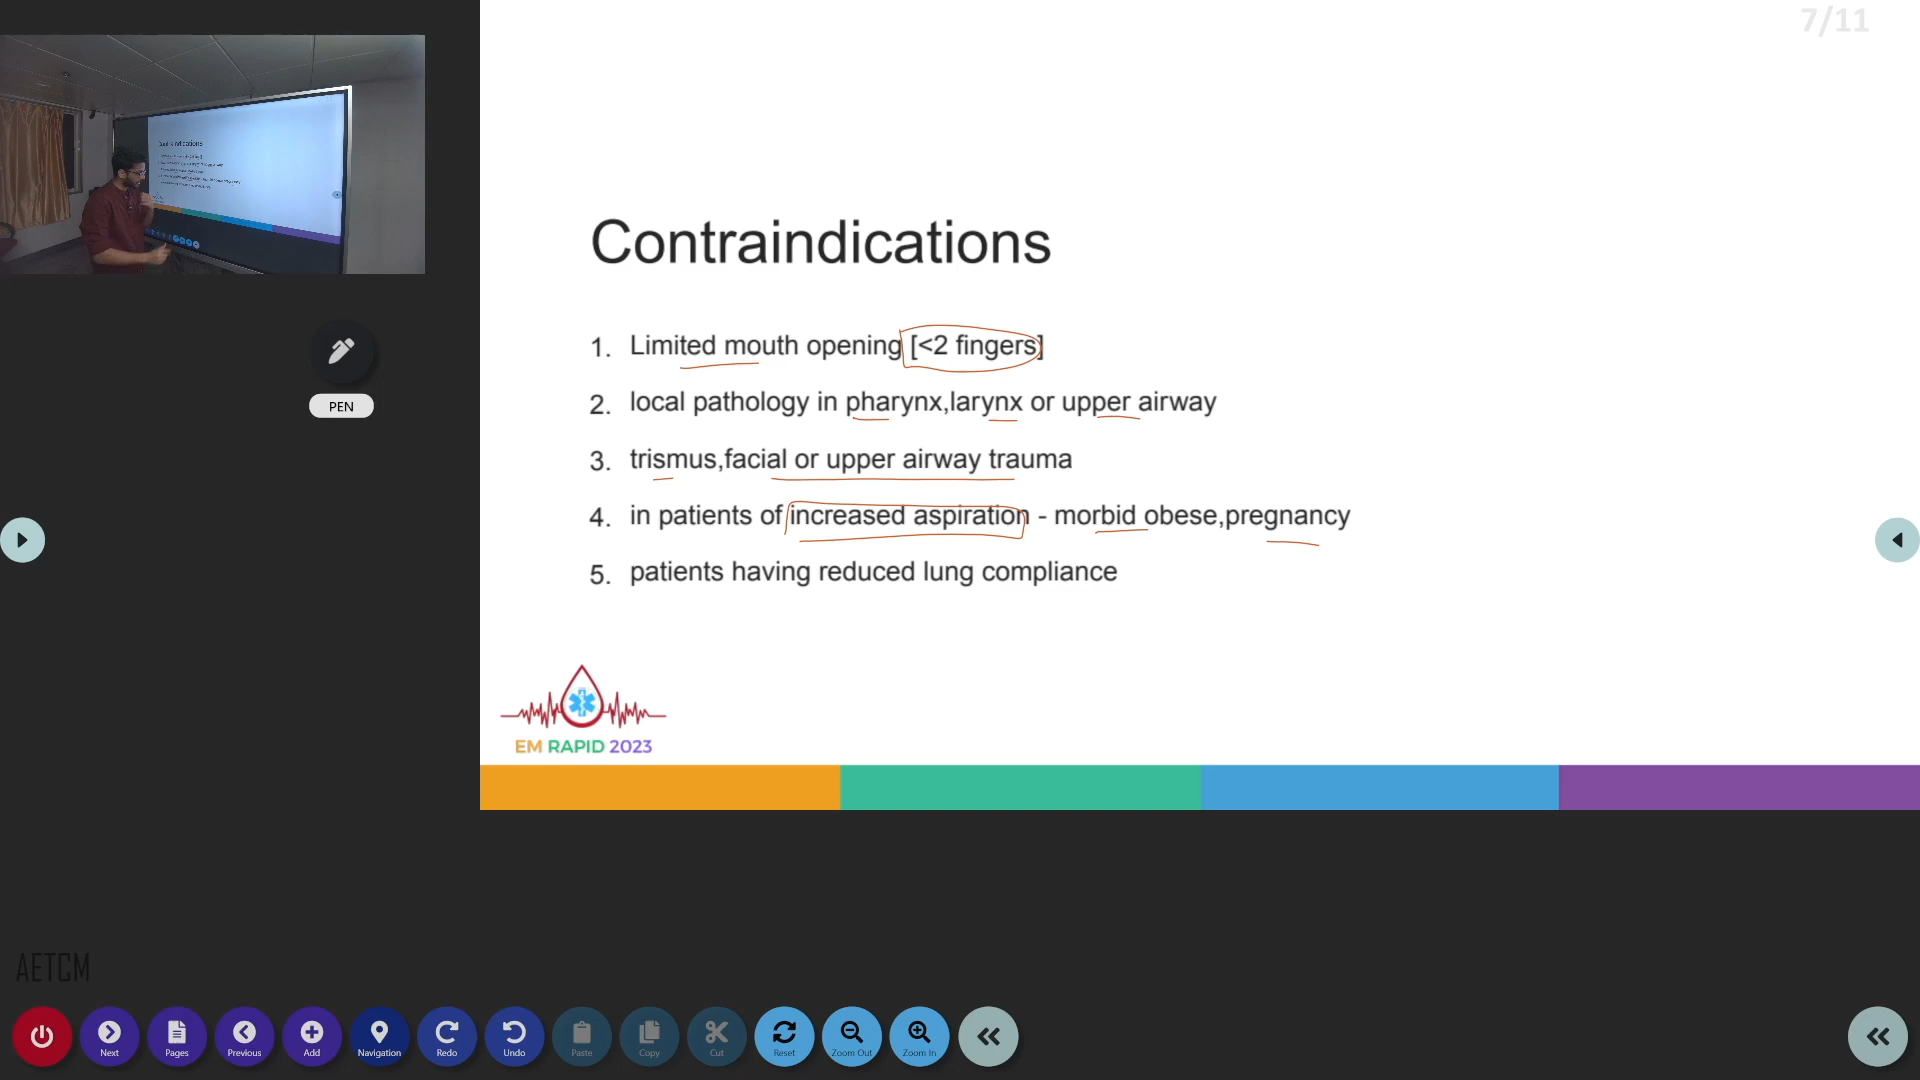 7/11
Contraindications
1. Limited mouth opening [<2 fingers]
2. local pathology in pharynx,larynx or upper airway
3. trismus,facial or upper airway trauma
4. in patients of increased aspiration - morbid obese,pregnancy
5. patients having reduced lung compliance
EM RAPID 2023
PEN
AETCM
Next
Pages
Previous
Add
Navigation
Redo
Undo
Paste
Copy
Cut
Reset
Zoom Out
Zoom In